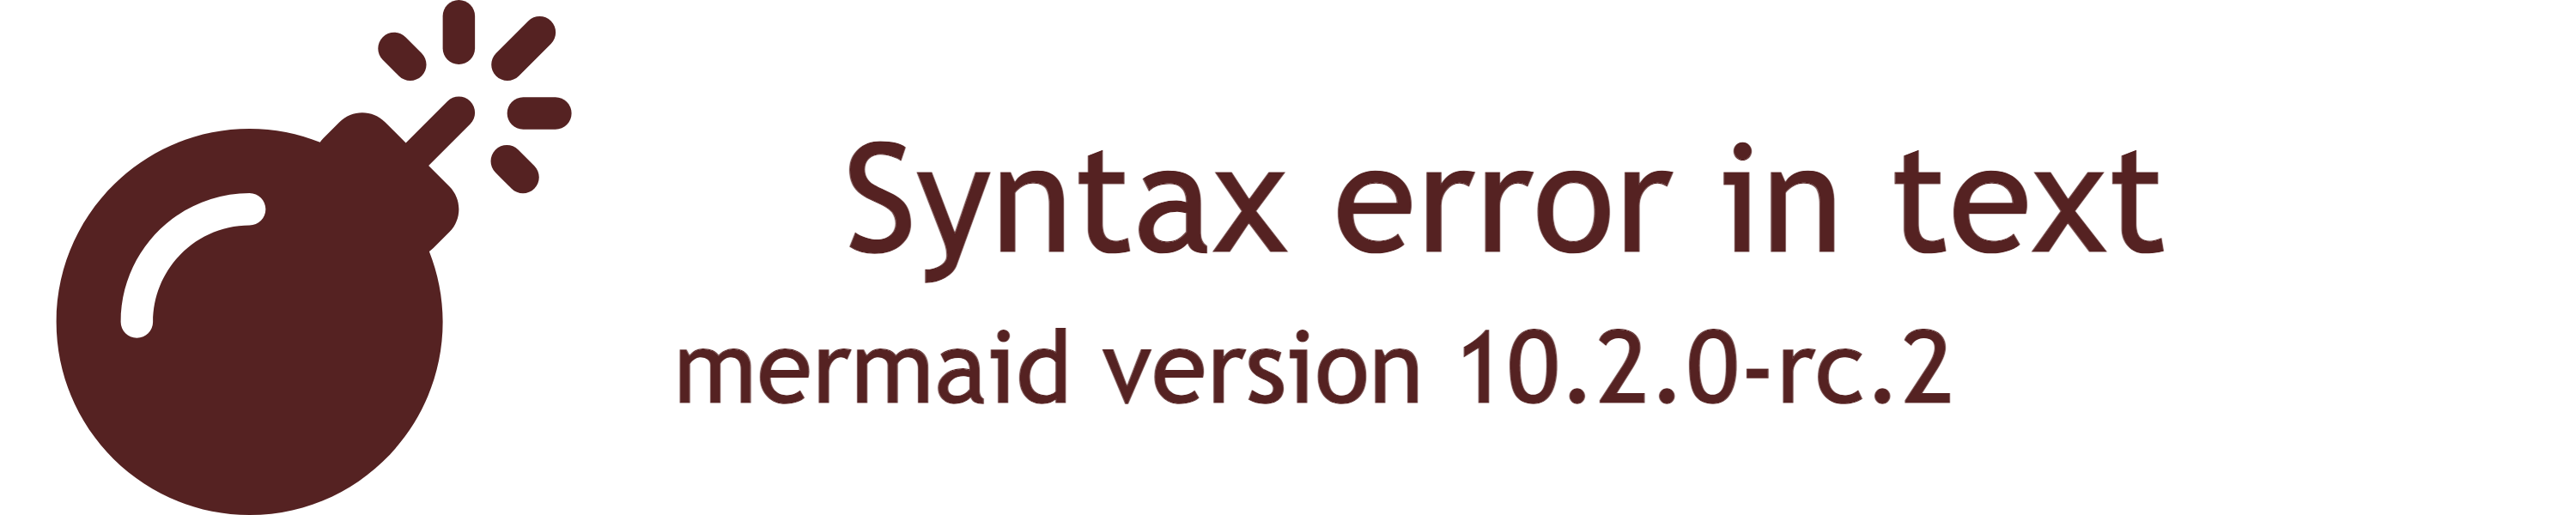 Syntax error in text
mermaid version 10.2.0-rc.2